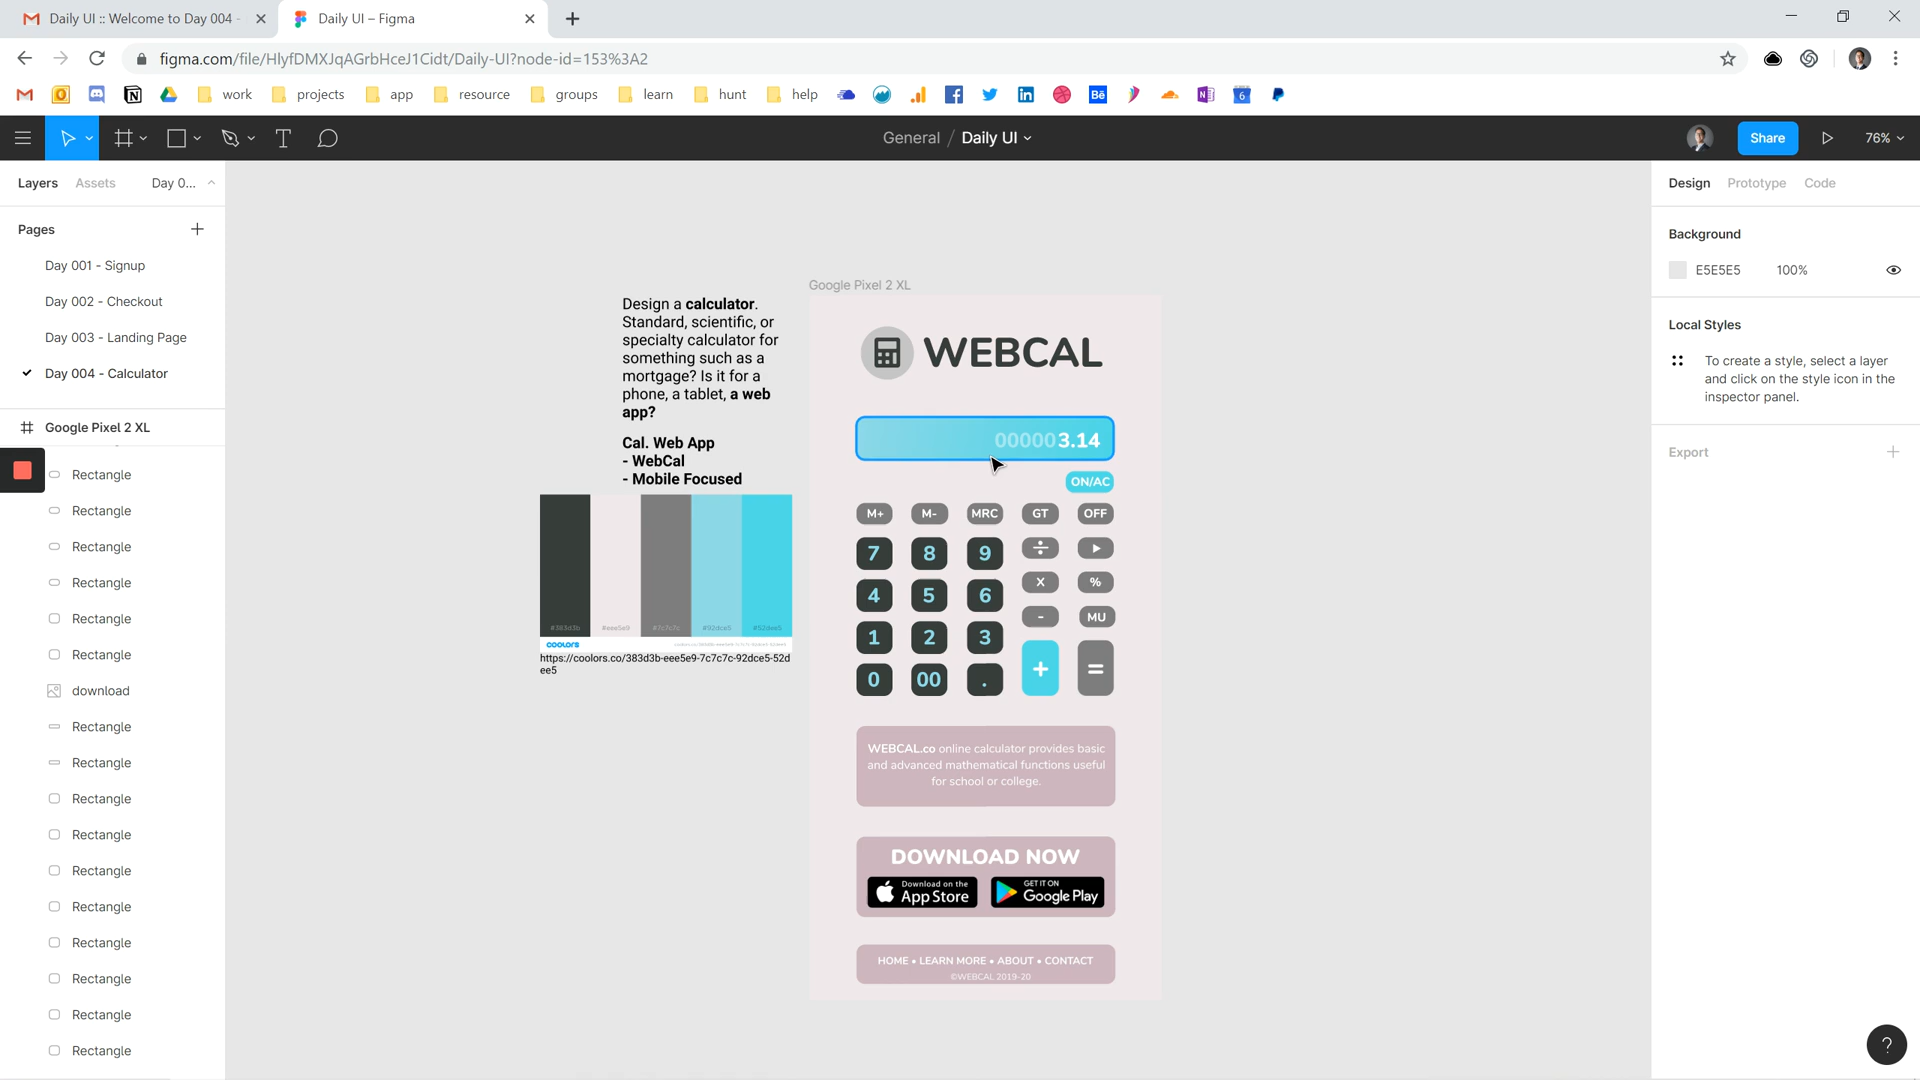 Daily UI :: Welcome to Day 004 -
Daily UI – Figma
figma.com/file/HlyfDMXJqAGrbHceJ1Cidt/Daily-UI?node-id=153%3A2
work
projects
app
resource
groups
learn
hunt
help
General / Daily UI
Share
76%
Layers
Assets
Day 0...
Pages
Day 001 - Signup
Day 002 - Checkout
Day 003 - Landing Page
Day 004 - Calculator
Google Pixel 2 XL
Rectangle
Rectangle
Rectangle
Rectangle
Rectangle
Rectangle
download
Rectangle
Rectangle
Rectangle
Rectangle
Rectangle
Rectangle
Rectangle
Rectangle
Rectangle
Rectangle
Design a calculator.
Standard, scientific, or
specialty calculator for
something such as a
mortgage? Is it for a
phone, a tablet, a web
app?
Cal. Web App
- WebCal
- Mobile Focused
#383d3b
#eee5e9
#7c7c7c
#92dce5
#52dee5
coolors
https://coolors.co/383d3b-eee5e9-7c7c7c-92dce5-52d
ee5
Google Pixel 2 XL
WEBCAL
000003.14
ON/AC
M+ M- MRC GT OFF
7 8 9 ÷
4 5 6 X %
- MU
1 2 3
0 00 . + =
WEBCAL.co online calculator provides basic
and advanced mathematical functions useful
for school or college.
DOWNLOAD NOW
Download on the
App Store
GET IT ON
Google Play
HOME • LEARN MORE • ABOUT • CONTACT
©WEBCAL 2019-20
Design
Prototype
Code
Background
E5E5E5
100%
Local Styles
To create a style, select a layer
and click on the style icon in the
inspector panel.
Export
?